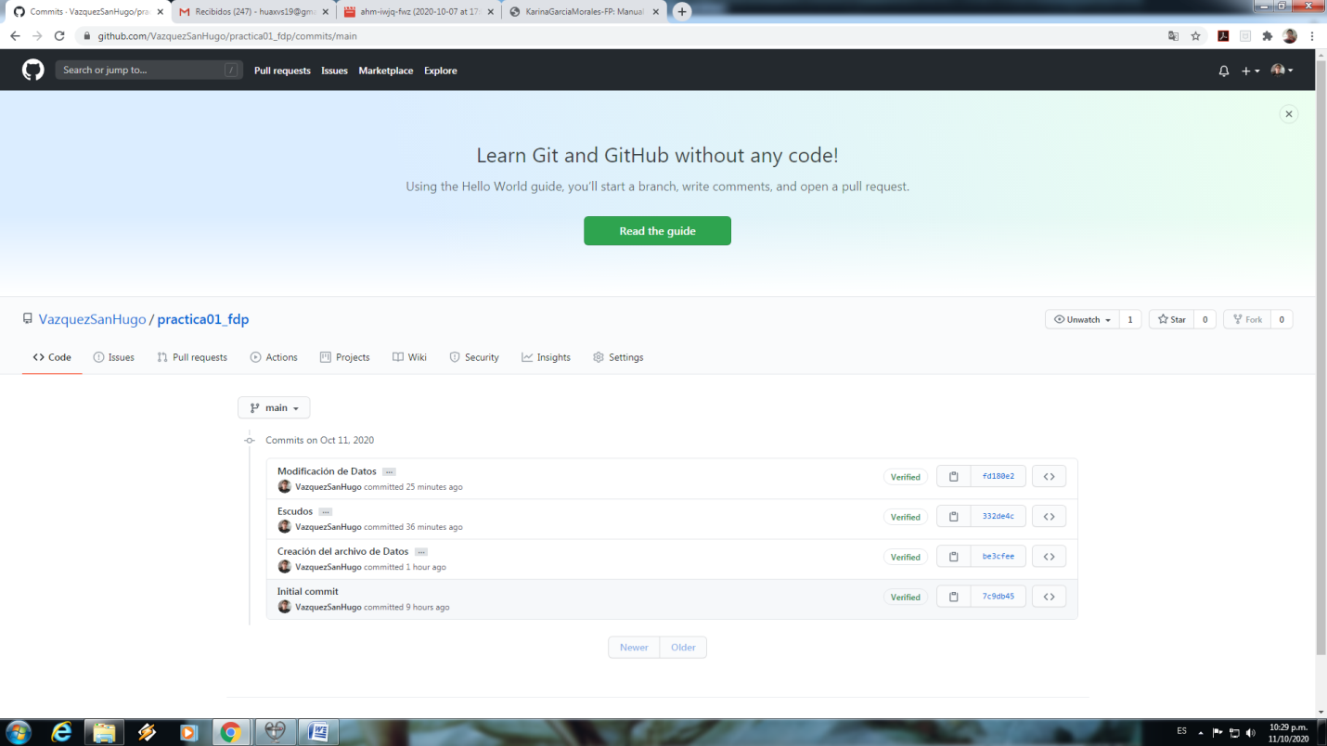 Commits · VazquezSanHugo/pra
Recibidos (247) - huaxvs19@gm
ahm-iwjq-fwz (2020-10-07 at 17:
KarinaGarciaMorales-FP: Manual
github.com/VazquezSanHugo/practica01_fdp/commits/main
Search or jump to...
/
Pull requests
Issues
Marketplace
Explore
Learn Git and GitHub without any code!
Using the Hello World guide, you'll start a branch, write comments, and open a pull request.
Read the guide
VazquezSanHugo / practica01_fdp
Unwatch
1
Star
0
Fork
0
Code
Issues
Pull requests
Actions
Projects
Wiki
Security
Insights
Settings
main
Commits on Oct 11, 2020
Modificación de Datos ...
VazquezSanHugo committed 25 minutes ago
Verified
fd180e2
Escudos ...
VazquezSanHugo committed 36 minutes ago
Verified
332de4c
Creación del archivo de Datos ...
VazquezSanHugo committed 1 hour ago
Verified
be3cfee
Initial commit
VazquezSanHugo committed 9 hours ago
Verified
7c9db45
Newer
Older
ES
10:29 p.m.
11/10/2020